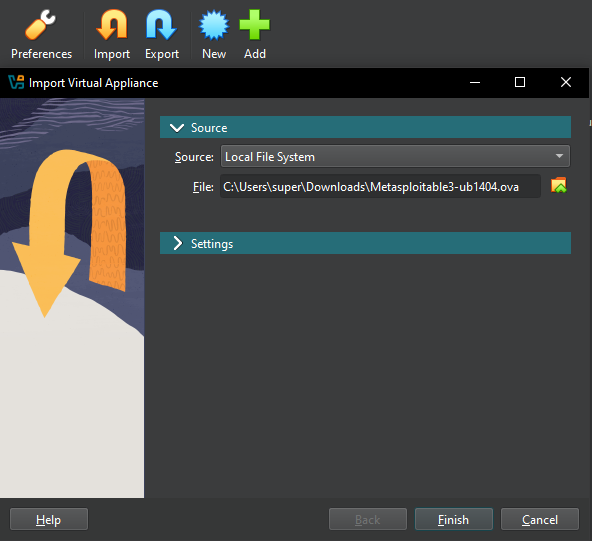 Preferences Import Export New Add
Import Virtual Appliance
Source
Source: Local File System
File: C:\Users\super\Downloads\Metasploitable3-ub1404.ova
Settings
Help Back Finish Cancel